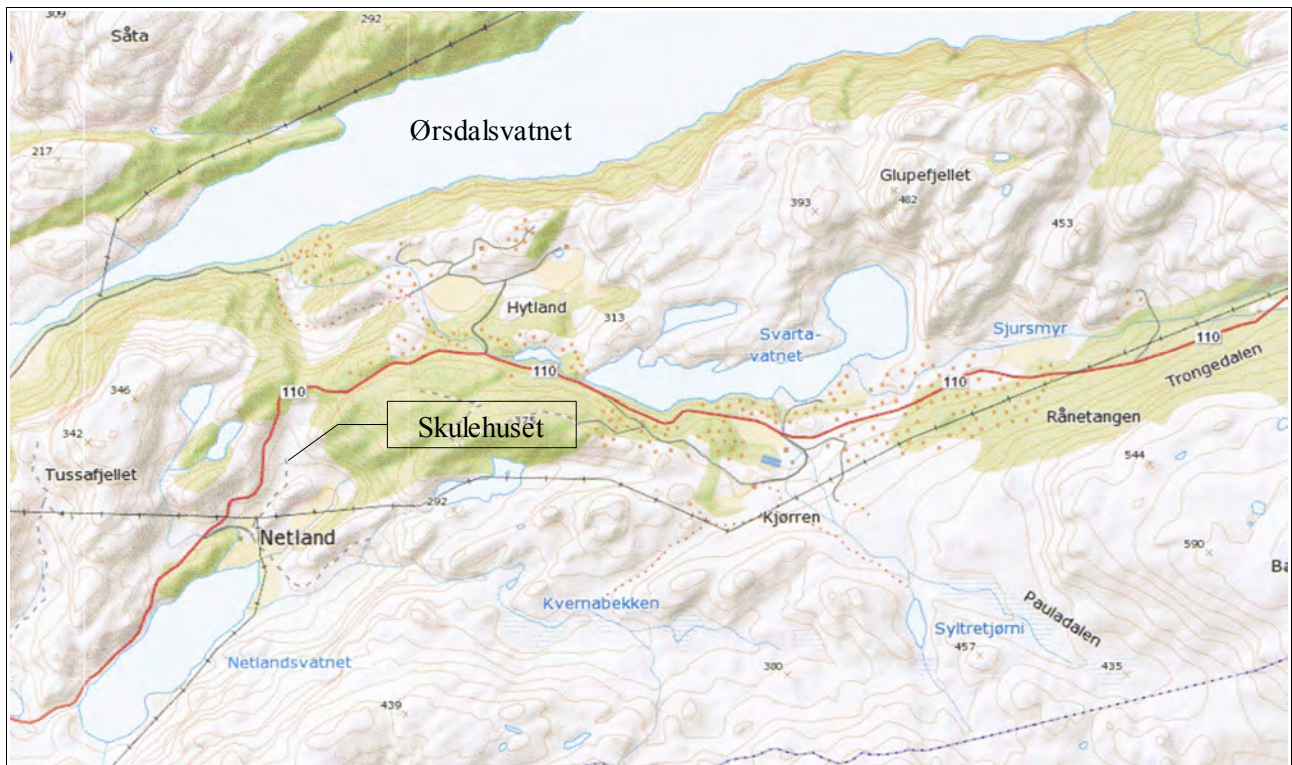 309
292
Såta
Ørsdalsvatnet
217
Glupefjellet
393
482
453
Hytland
313
Svarta-
vatnet
Sjursmyr
110
110
110
110
Trongedalen
346
375
Skulehuset
342
Rånetangen
Tussafjellet
544
292
Netland
Kjørren
590
Ba
Kvernabekken
Pauladalen
Syltretjørni
457
Netlandsvatnet
380
435
439